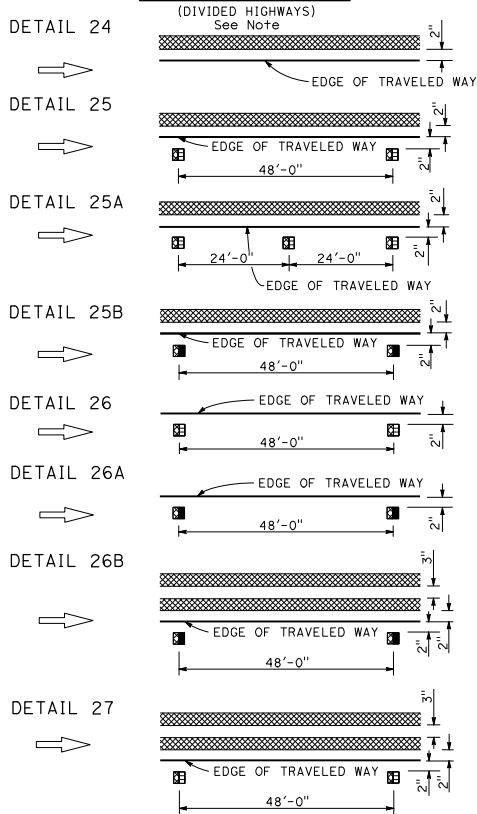 (DIVIDED HIGHWAYS)
See Note
DETAIL 24
2"
EDGE OF TRAVELED WAY
DETAIL 25
2"
EDGE OF TRAVELED WAY
2"
48'-0"
DETAIL 25A
2"
24'-0" 24'-0"
2"
EDGE OF TRAVELED WAY
DETAIL 25B
2"
EDGE OF TRAVELED WAY
2"
48'-0"
DETAIL 26
EDGE OF TRAVELED WAY
48'-0"
2"
DETAIL 26A
EDGE OF TRAVELED WAY
48'-0"
2"
DETAIL 26B
3"
EDGE OF TRAVELED WAY
2" 2"
48'-0"
DETAIL 27
3"
EDGE OF TRAVELED WAY
2" 2"
48'-0"